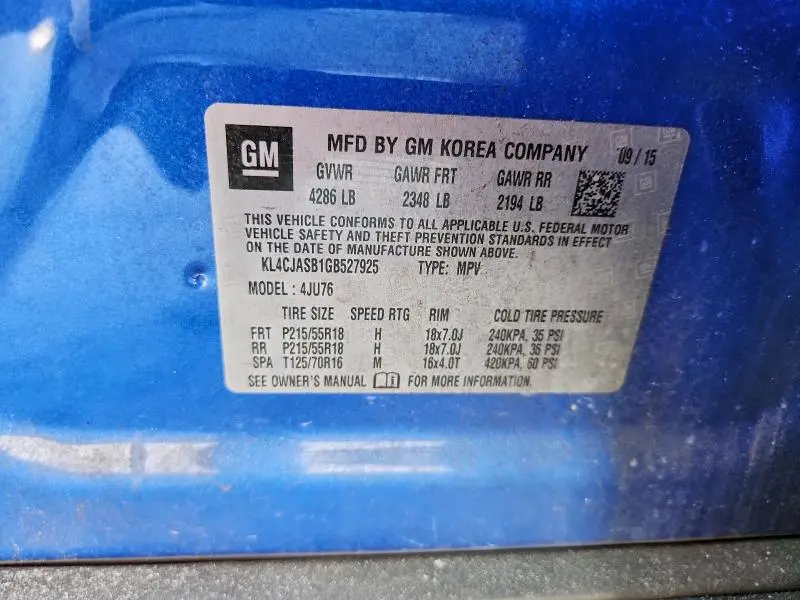 GM
MFD BY GM KOREA COMPANY 09 / 15
GVWR GAWR FRT GAWR RR
4286 LB 2348 LB 2194 LB
THIS VEHICLE CONFORMS TO ALL APPLICABLE U.S. FEDERAL MOTOR
VEHICLE SAFETY AND THEFT PREVENTION STANDARDS IN EFFECT
ON THE DATE OF MANUFACTURE SHOWN ABOVE.
KL4CJASB1GB527925 TYPE: MPV
MODEL : 4JU76
TIRE SIZE SPEED RTG RIM COLD TIRE PRESSURE
FRT P215/55R18 H 18x7.0J 240KPA, 35 PSI
RR P215/55R18 H 18x7.0J 240KPA, 35 PSI
SPA T125/70R16 M 16x4.0T 420KPA, 60 PSI
SEE OWNER'S MANUAL FOR MORE INFORMATION.